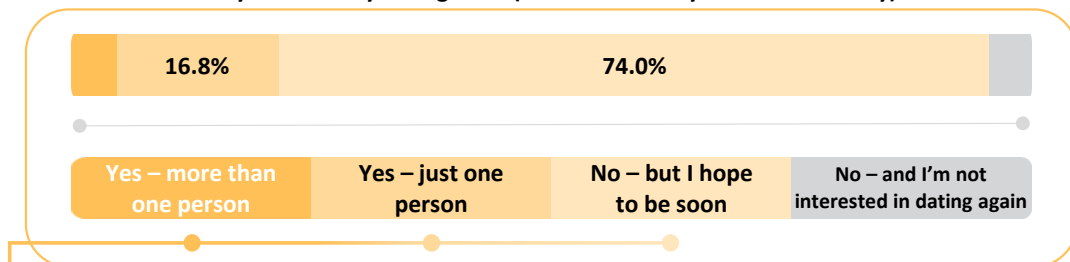 16.8% 74.0%
Yes – more than one person
Yes – just one person
No – but I hope to be soon
No – and I'm not interested in dating again